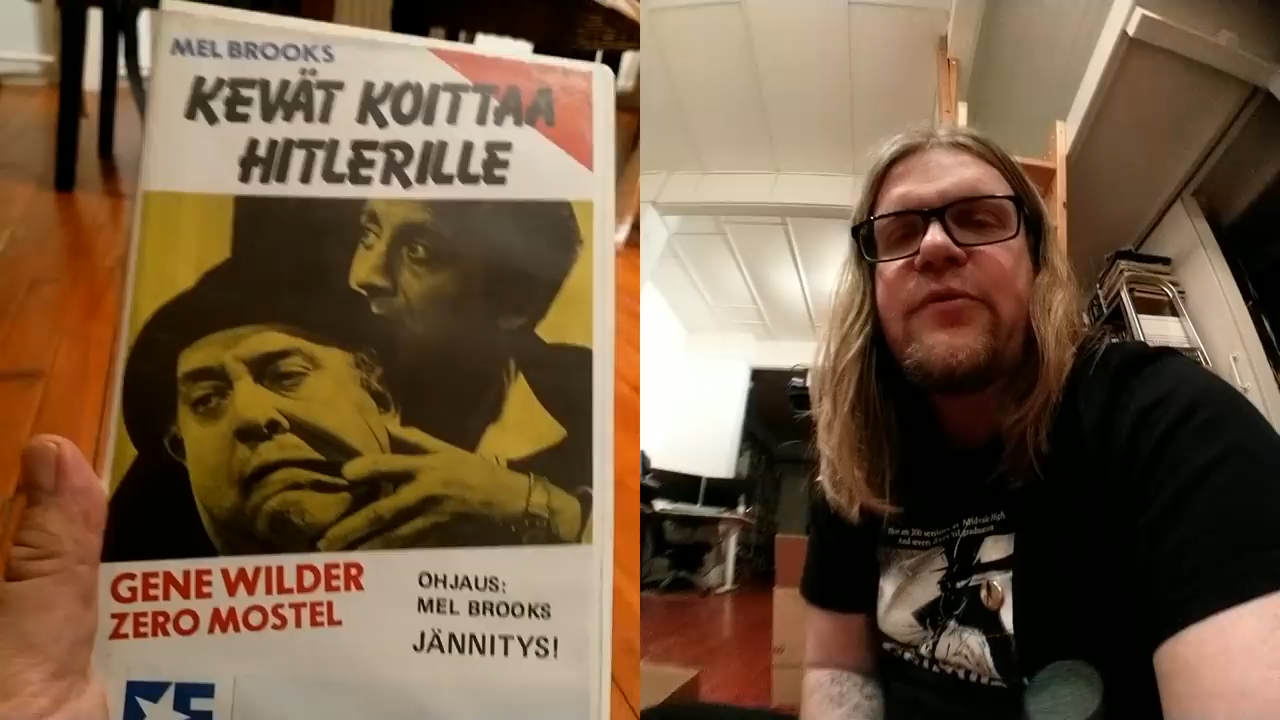 MEL BROOKS
KEVÄT KOITTAA
HITLERILLE
GENE WILDER
ZERO MOSTEL
OHJAUS:
MEL BROOKS
JÄNNITYS!